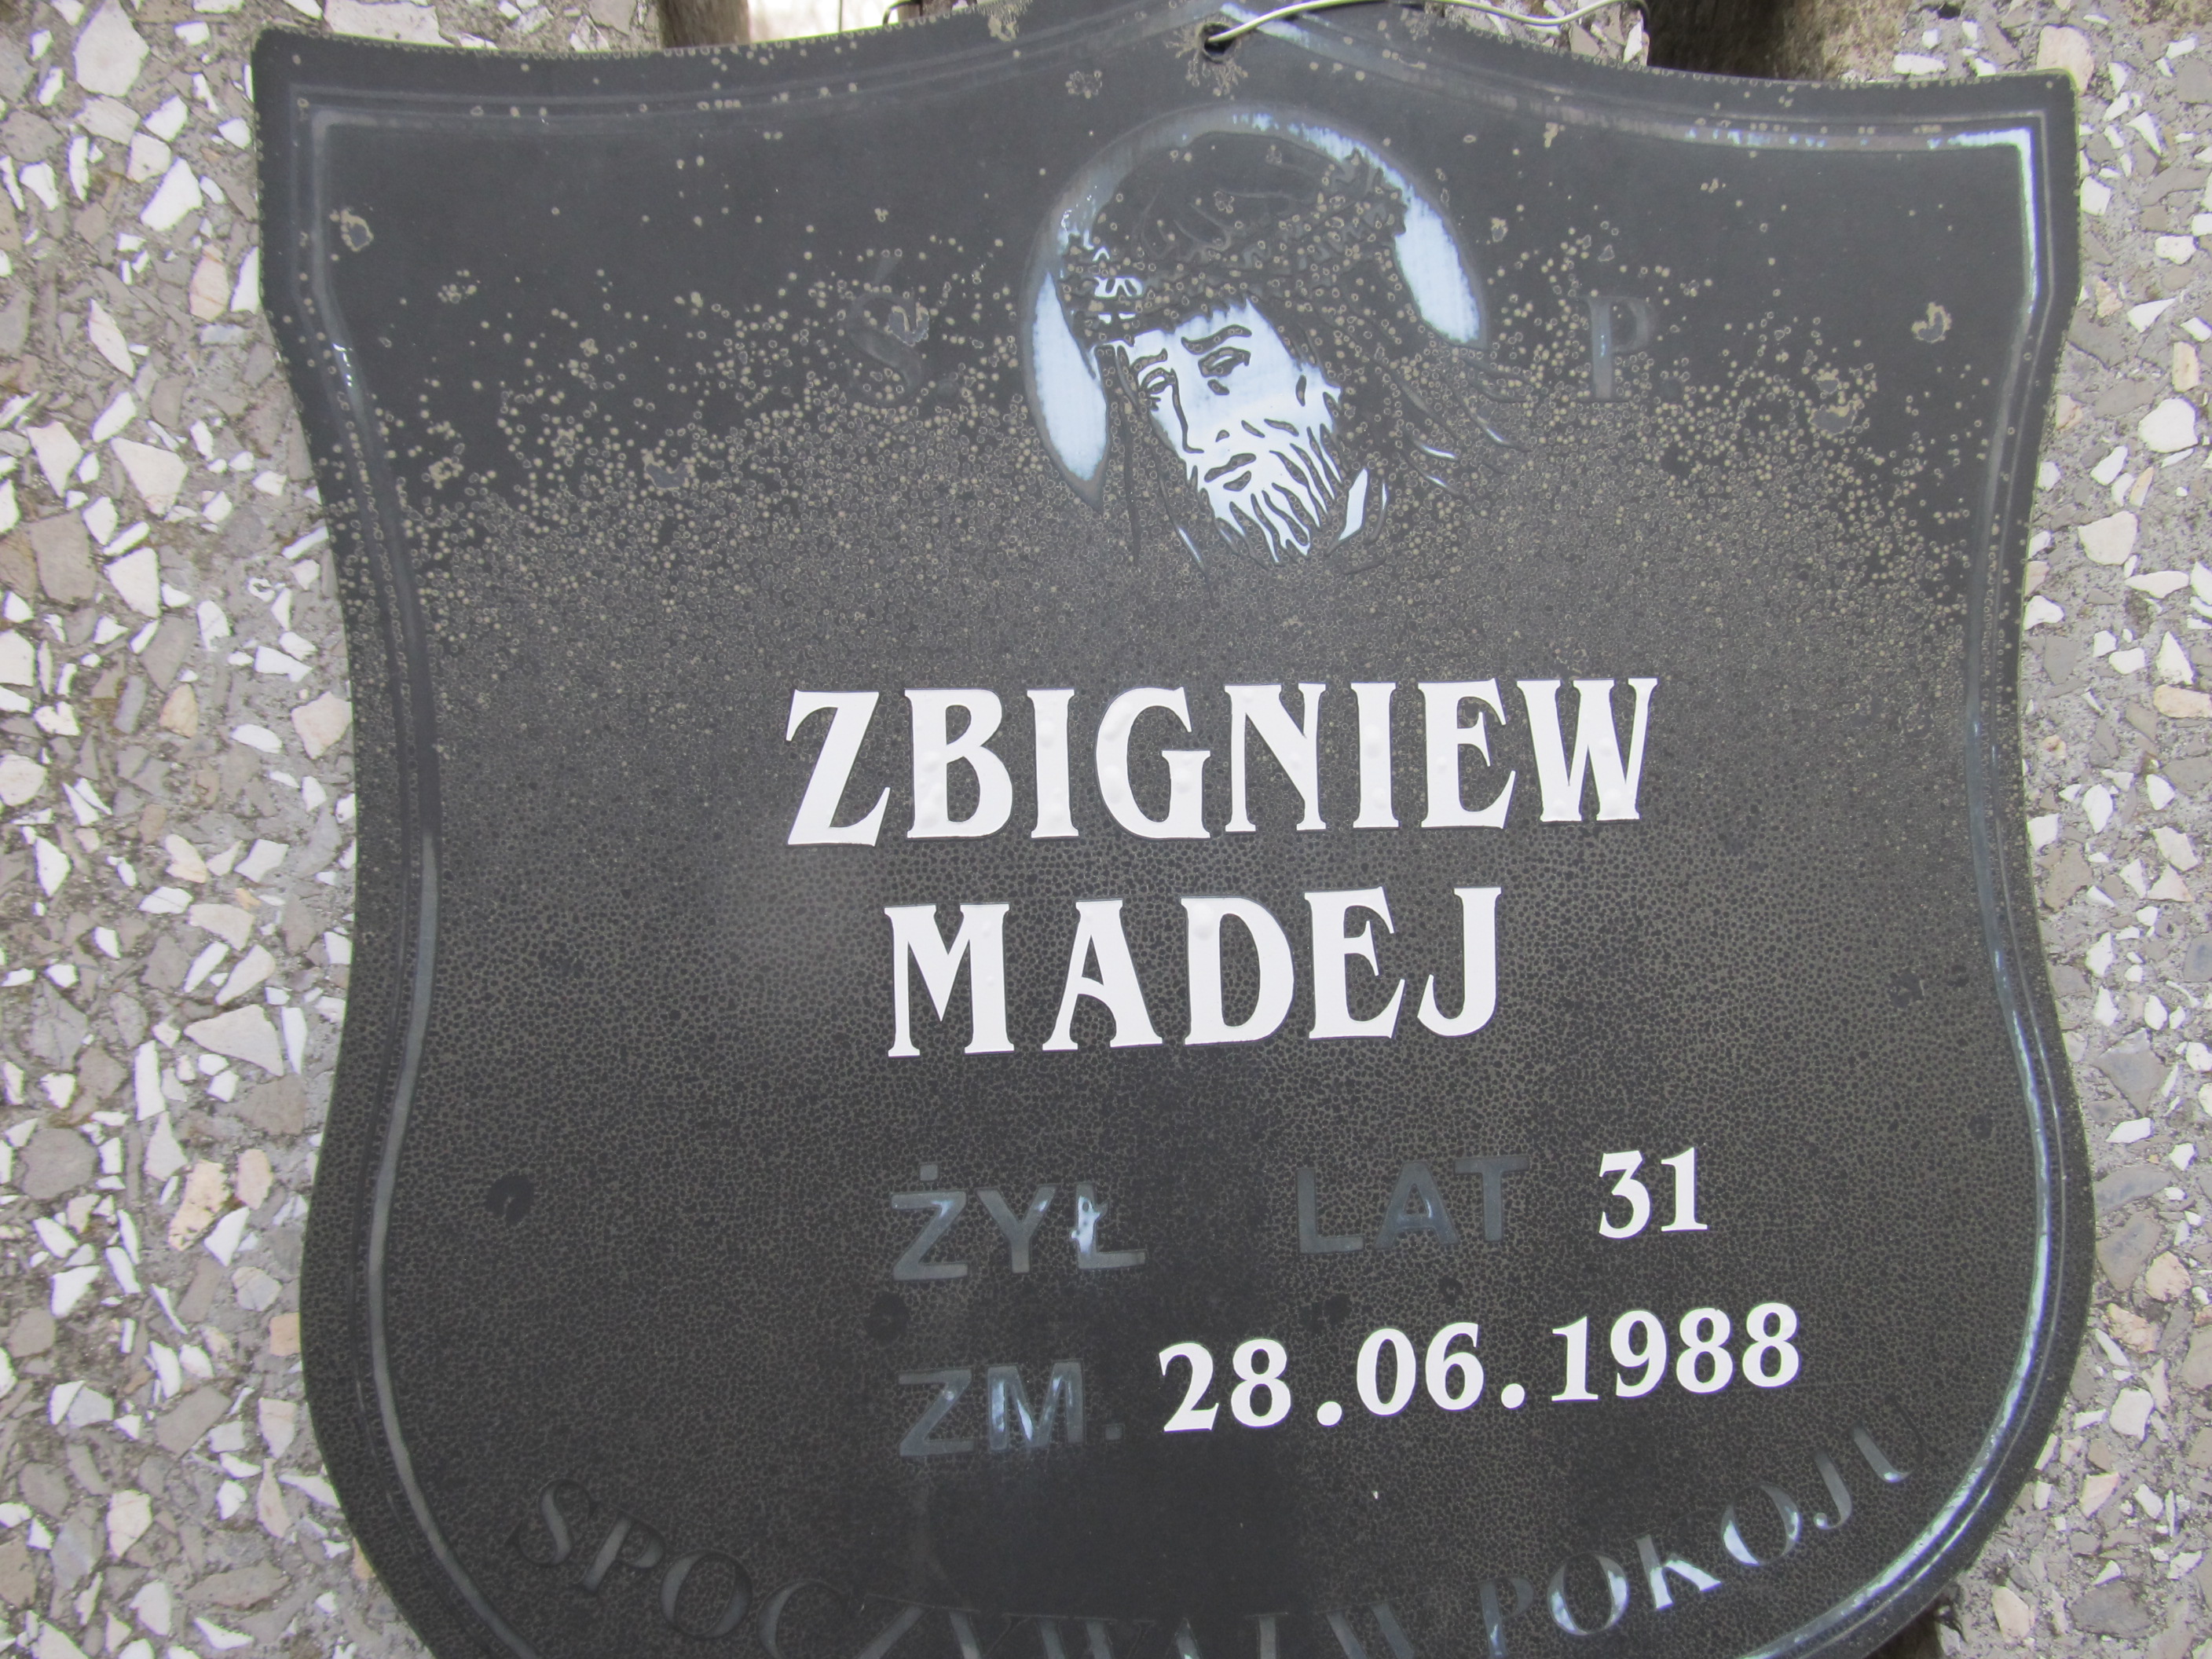 Ś. P.
ZBIGNIEW
MADEJ
ŻYŁ LAT 31
ZM. 28.06.1988
SPOCZYWAJ W POKOJU